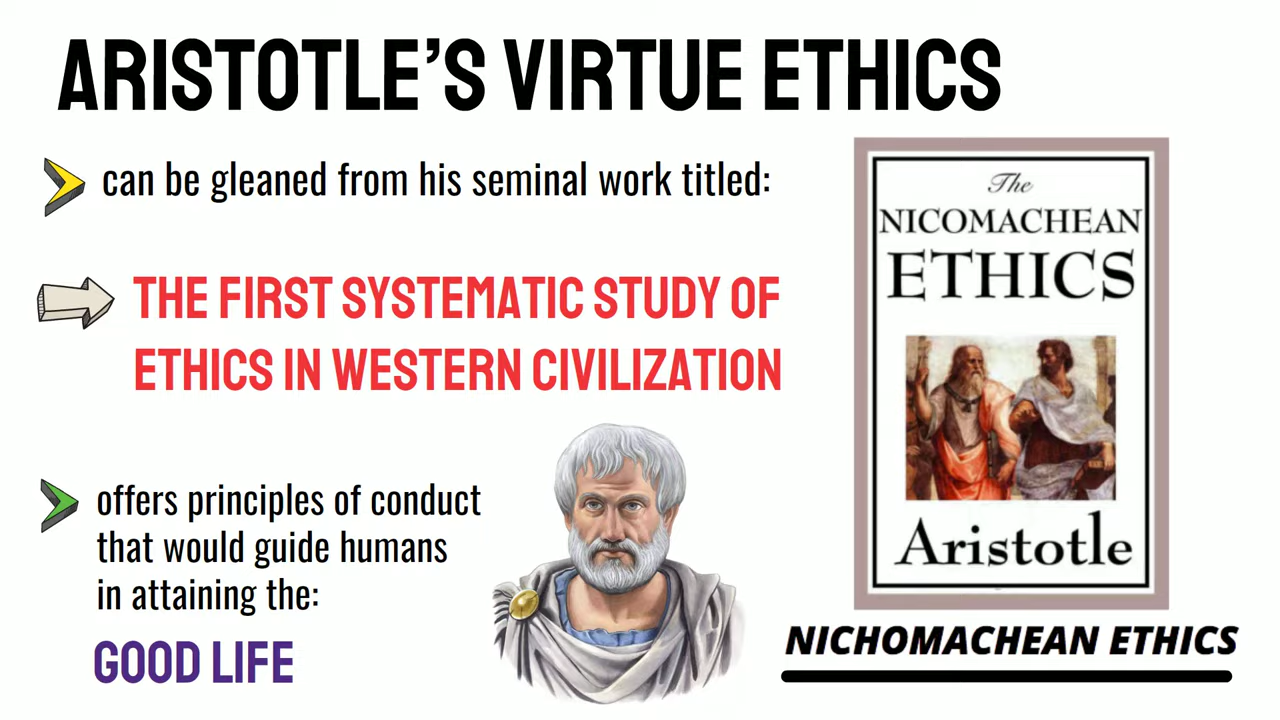 ARISTOTLE’S VIRTUE ETHICS
can be gleaned from his seminal work titled:
THE FIRST SYSTEMATIC STUDY OF
ETHICS IN WESTERN CIVILIZATION
offers principles of conduct
that would guide humans
in attaining the:
GOOD LIFE
The
NICOMACHEAN
ETHICS
Aristotle
NICHOMACHEAN ETHICS